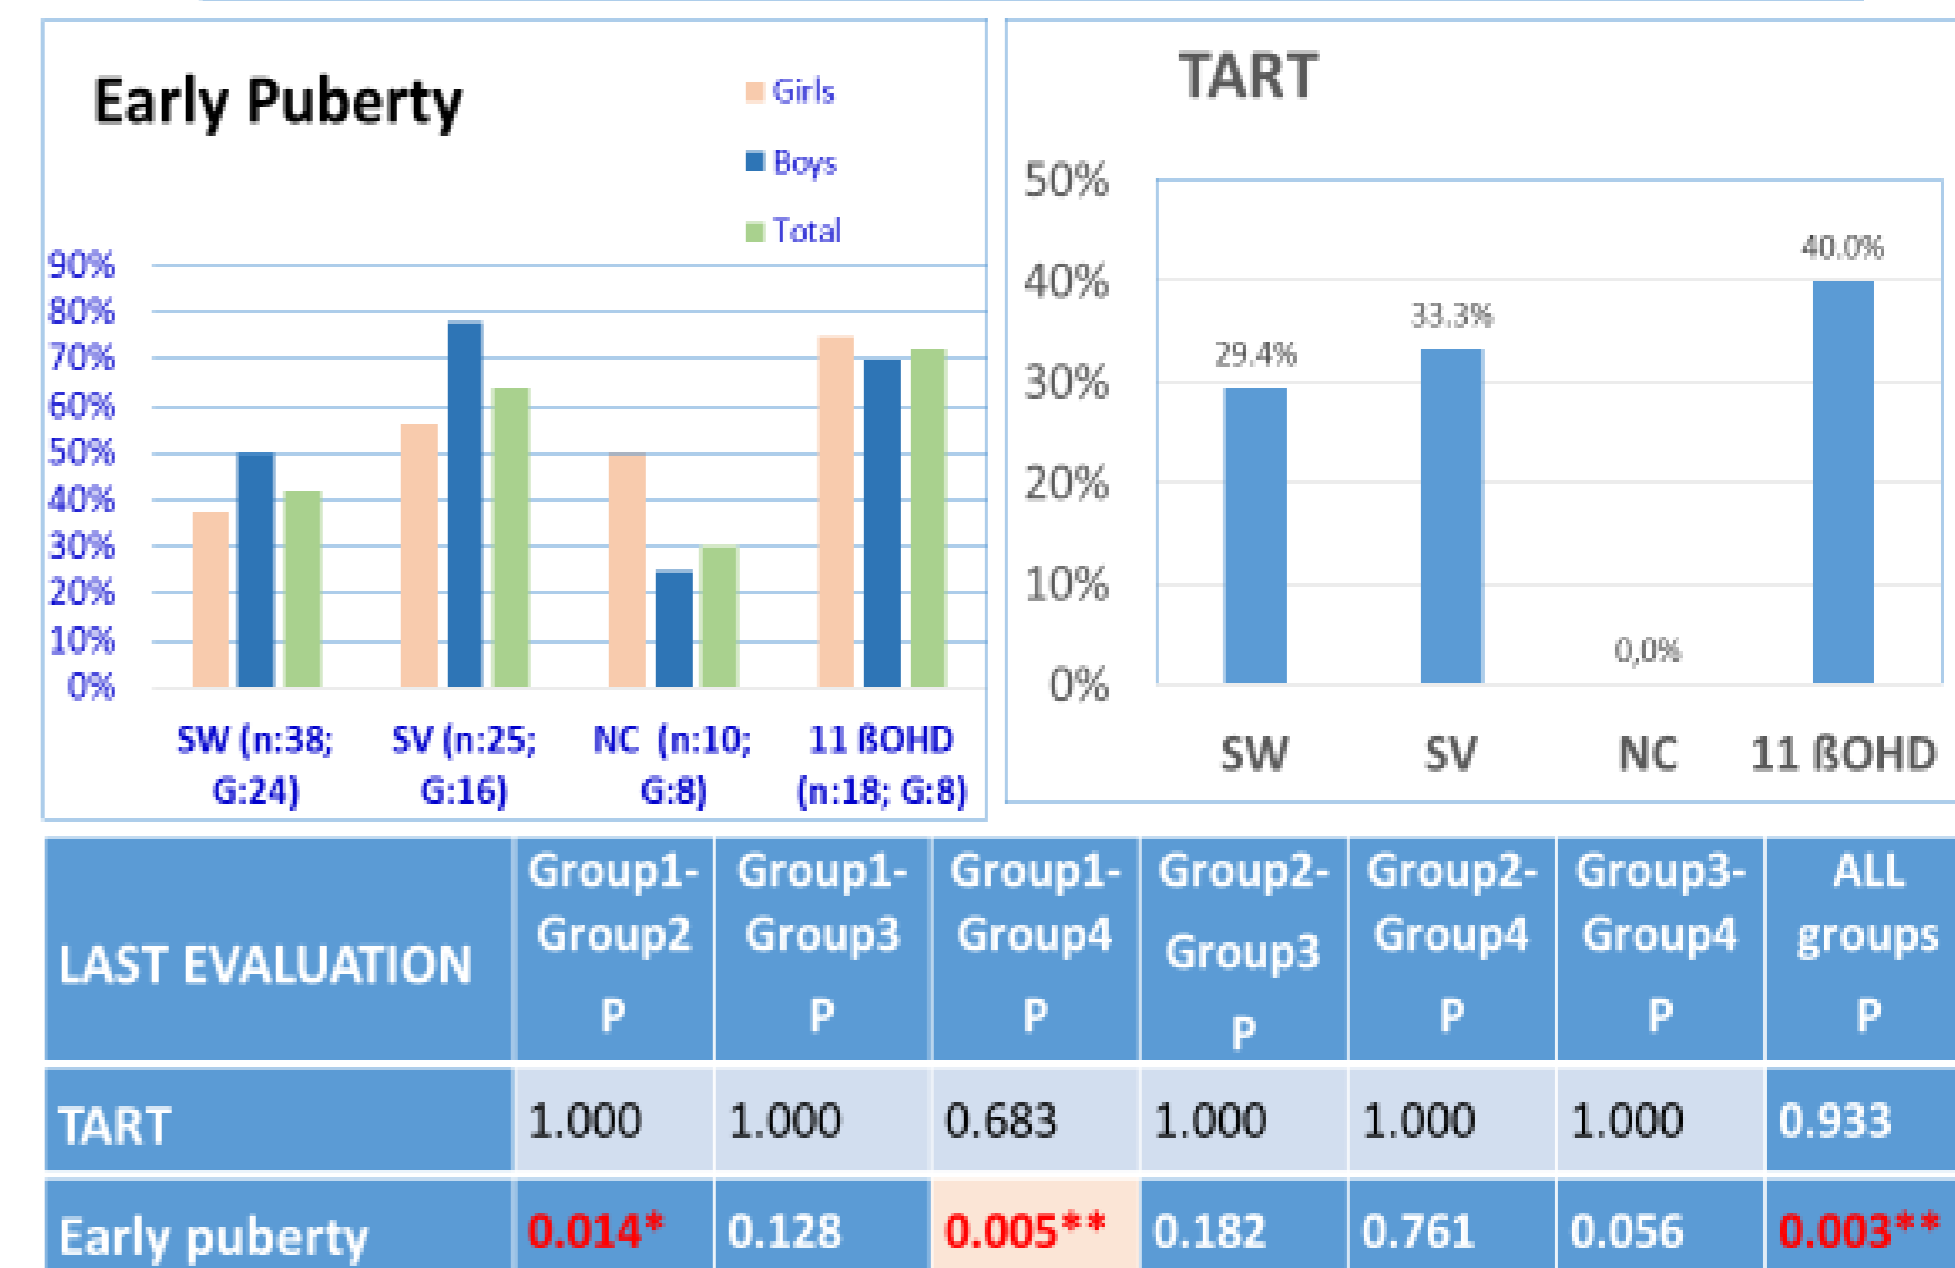 Early Puberty
Girls
Boys
Total
90%
80%
70%
60%
50%
40%
30%
20%
10%
0%
SW (n:38;
G:24)
SV (n:25;
G:16)
NC (n:10;
G:8)
11 ßOHD
(n:18; G:8)
TART
50%
40%
30%
20%
10%
0%
29.4%
33.3%
0,0%
40.0%
SW SV NC 11 ßOHD
LAST EVALUATION
Group1-
Group2
P
Group1-
Group3
P
Group1-
Group4
P
Group2-
Group3
P
Group2-
Group4
P
Group3-
Group4
P
ALL
groups
P
TART 1.000 1.000 0.683 1.000 1.000 1.000 0.933
Early puberty 0.014* 0.128 0.005** 0.182 0.761 0.056 0.003**